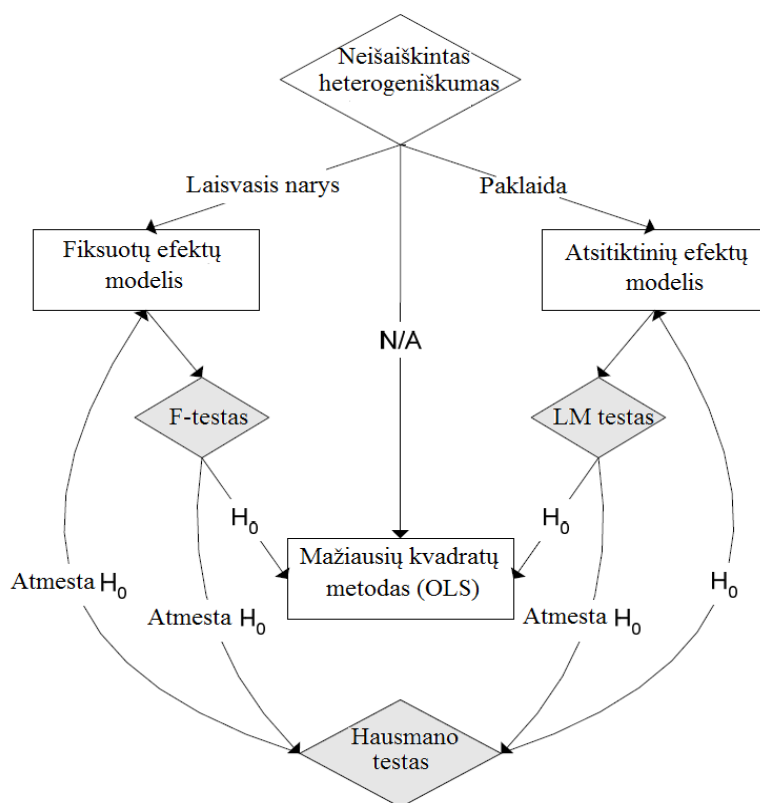 Neišaiškintas
heterogeniškumas
Laisvasis narys
Paklaida
Fiksuotų efektų
modelis
Atsitiktinių efektų
modelis
N/A
F-testas
LM testas
H₀
H₀
Mažiausių kvadratų
metodas (OLS)
Atmesta H₀
Atmesta H₀
Atmesta H₀
H₀
Hausmano
testas